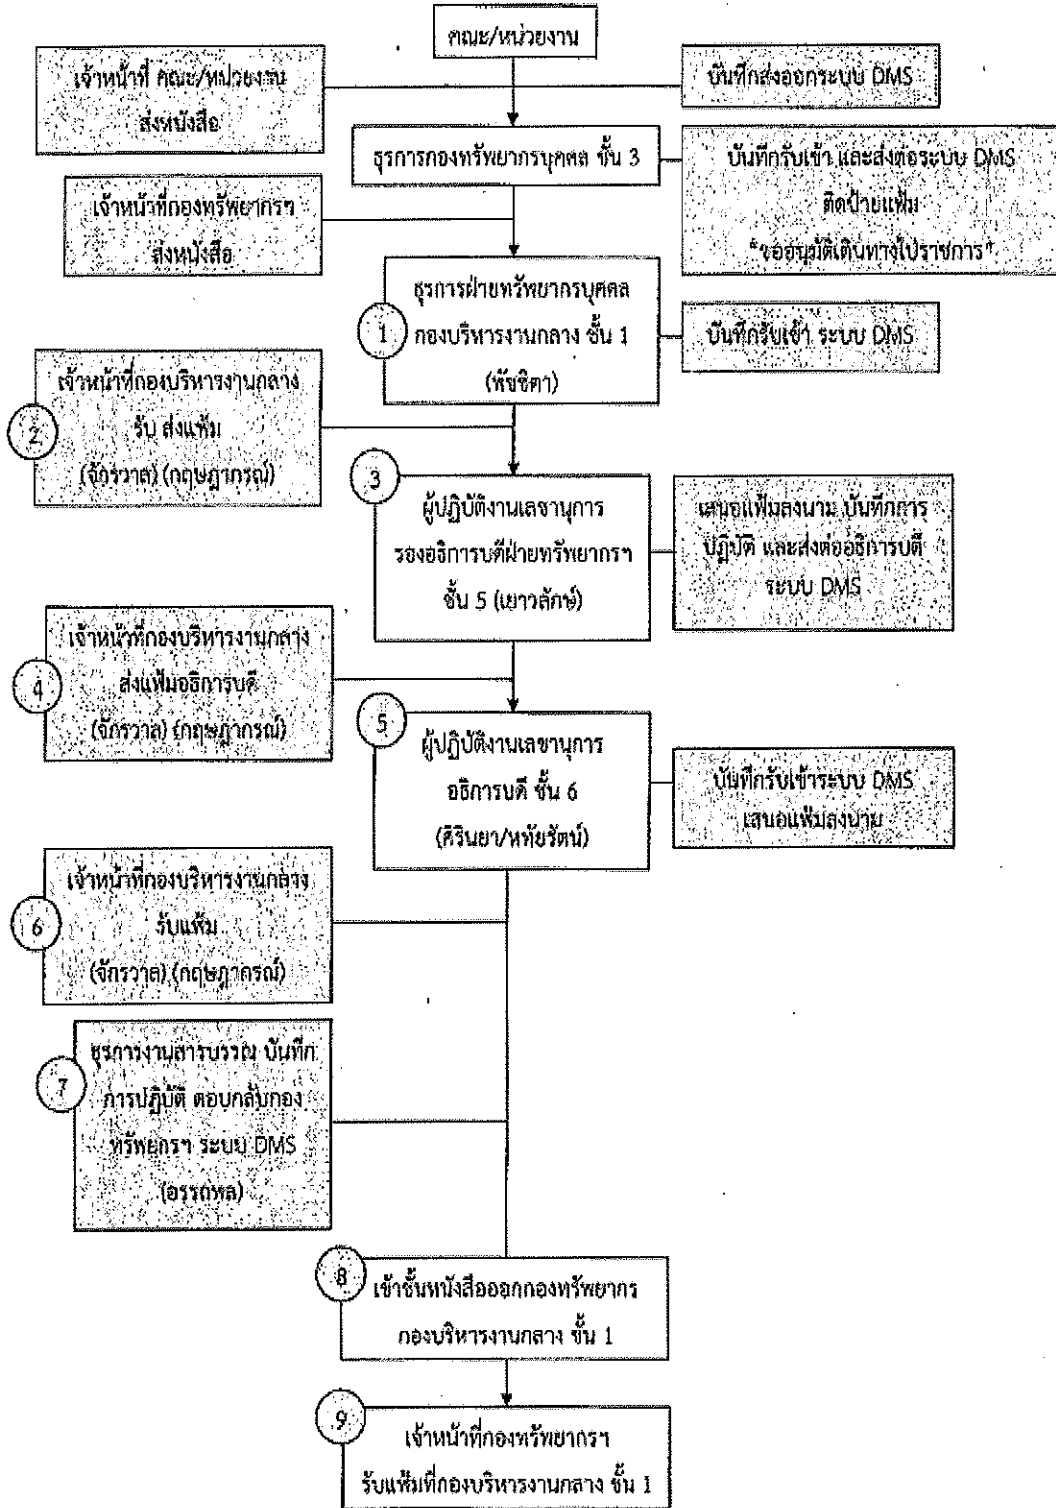 คณะ/หน่วยงาน
เจ้าหน้าที่ คณะ/หน่วยงาน
ส่งหนังสือ
บันทึกส่งออกระบบ DMS
ธุรการกองทรัพยากรบุคคล ชั้น 3
บันทึกรับเข้า และส่งต่อระบบ DMS
ติดป้ายแฟ้ม
"ขออนุมัติเดินทางไปราชการ"
เจ้าหน้าที่กองทรัพยากรฯ
ส่งหนังสือ
1
ธุรการฝ่ายทรัพยากรบุคคล
กองบริหารงานกลาง ชั้น 1
(พัชชิตา)
บันทึกรับเข้า ระบบ DMS
2
เจ้าหน้าที่กองบริหารงานกลาง
รับ ส่งแฟ้ม
(จักรวาล) (กฤษฎากรณ์)
3
ผู้ปฏิบัติงานเลขานุการ
รองอธิการบดีฝ่ายทรัพยากรฯ
ชั้น 5 (เยาวลักษ์)
เสนอแฟ้มลงนาม บันทึกการ
ปฏิบัติ และส่งต่ออธิการบดี
ระบบ DMS
4
เจ้าหน้าที่กองบริหารงานกลาง
ส่งแฟ้มอธิการบดี
(จักรวาล) (กฤษฎากรณ์)
5
ผู้ปฏิบัติงานเลขานุการ
อธิการบดี ชั้น 6
(ศิรินยา/หทัยรัตน์)
บันทึกรับเข้าระบบ DMS
เสนอแฟ้มลงนาม
6
เจ้าหน้าที่กองบริหารงานกลาง
รับแฟ้ม
(จักรวาล) (กฤษฎากรณ์)
7
ธุรการงานสารบรรณ บันทึก
การปฏิบัติ ตอบกลับกอง
ทรัพยกรฯ ระบบ DMS
(อรรถพล)
8
เข้าชั้นหนังสือออกกองทรัพยากร
กองบริหารงานกลาง ชั้น 1
9
เจ้าหน้าที่กองทรัพยากรฯ
รับแฟ้มที่กองบริหารงานกลาง ชั้น 1